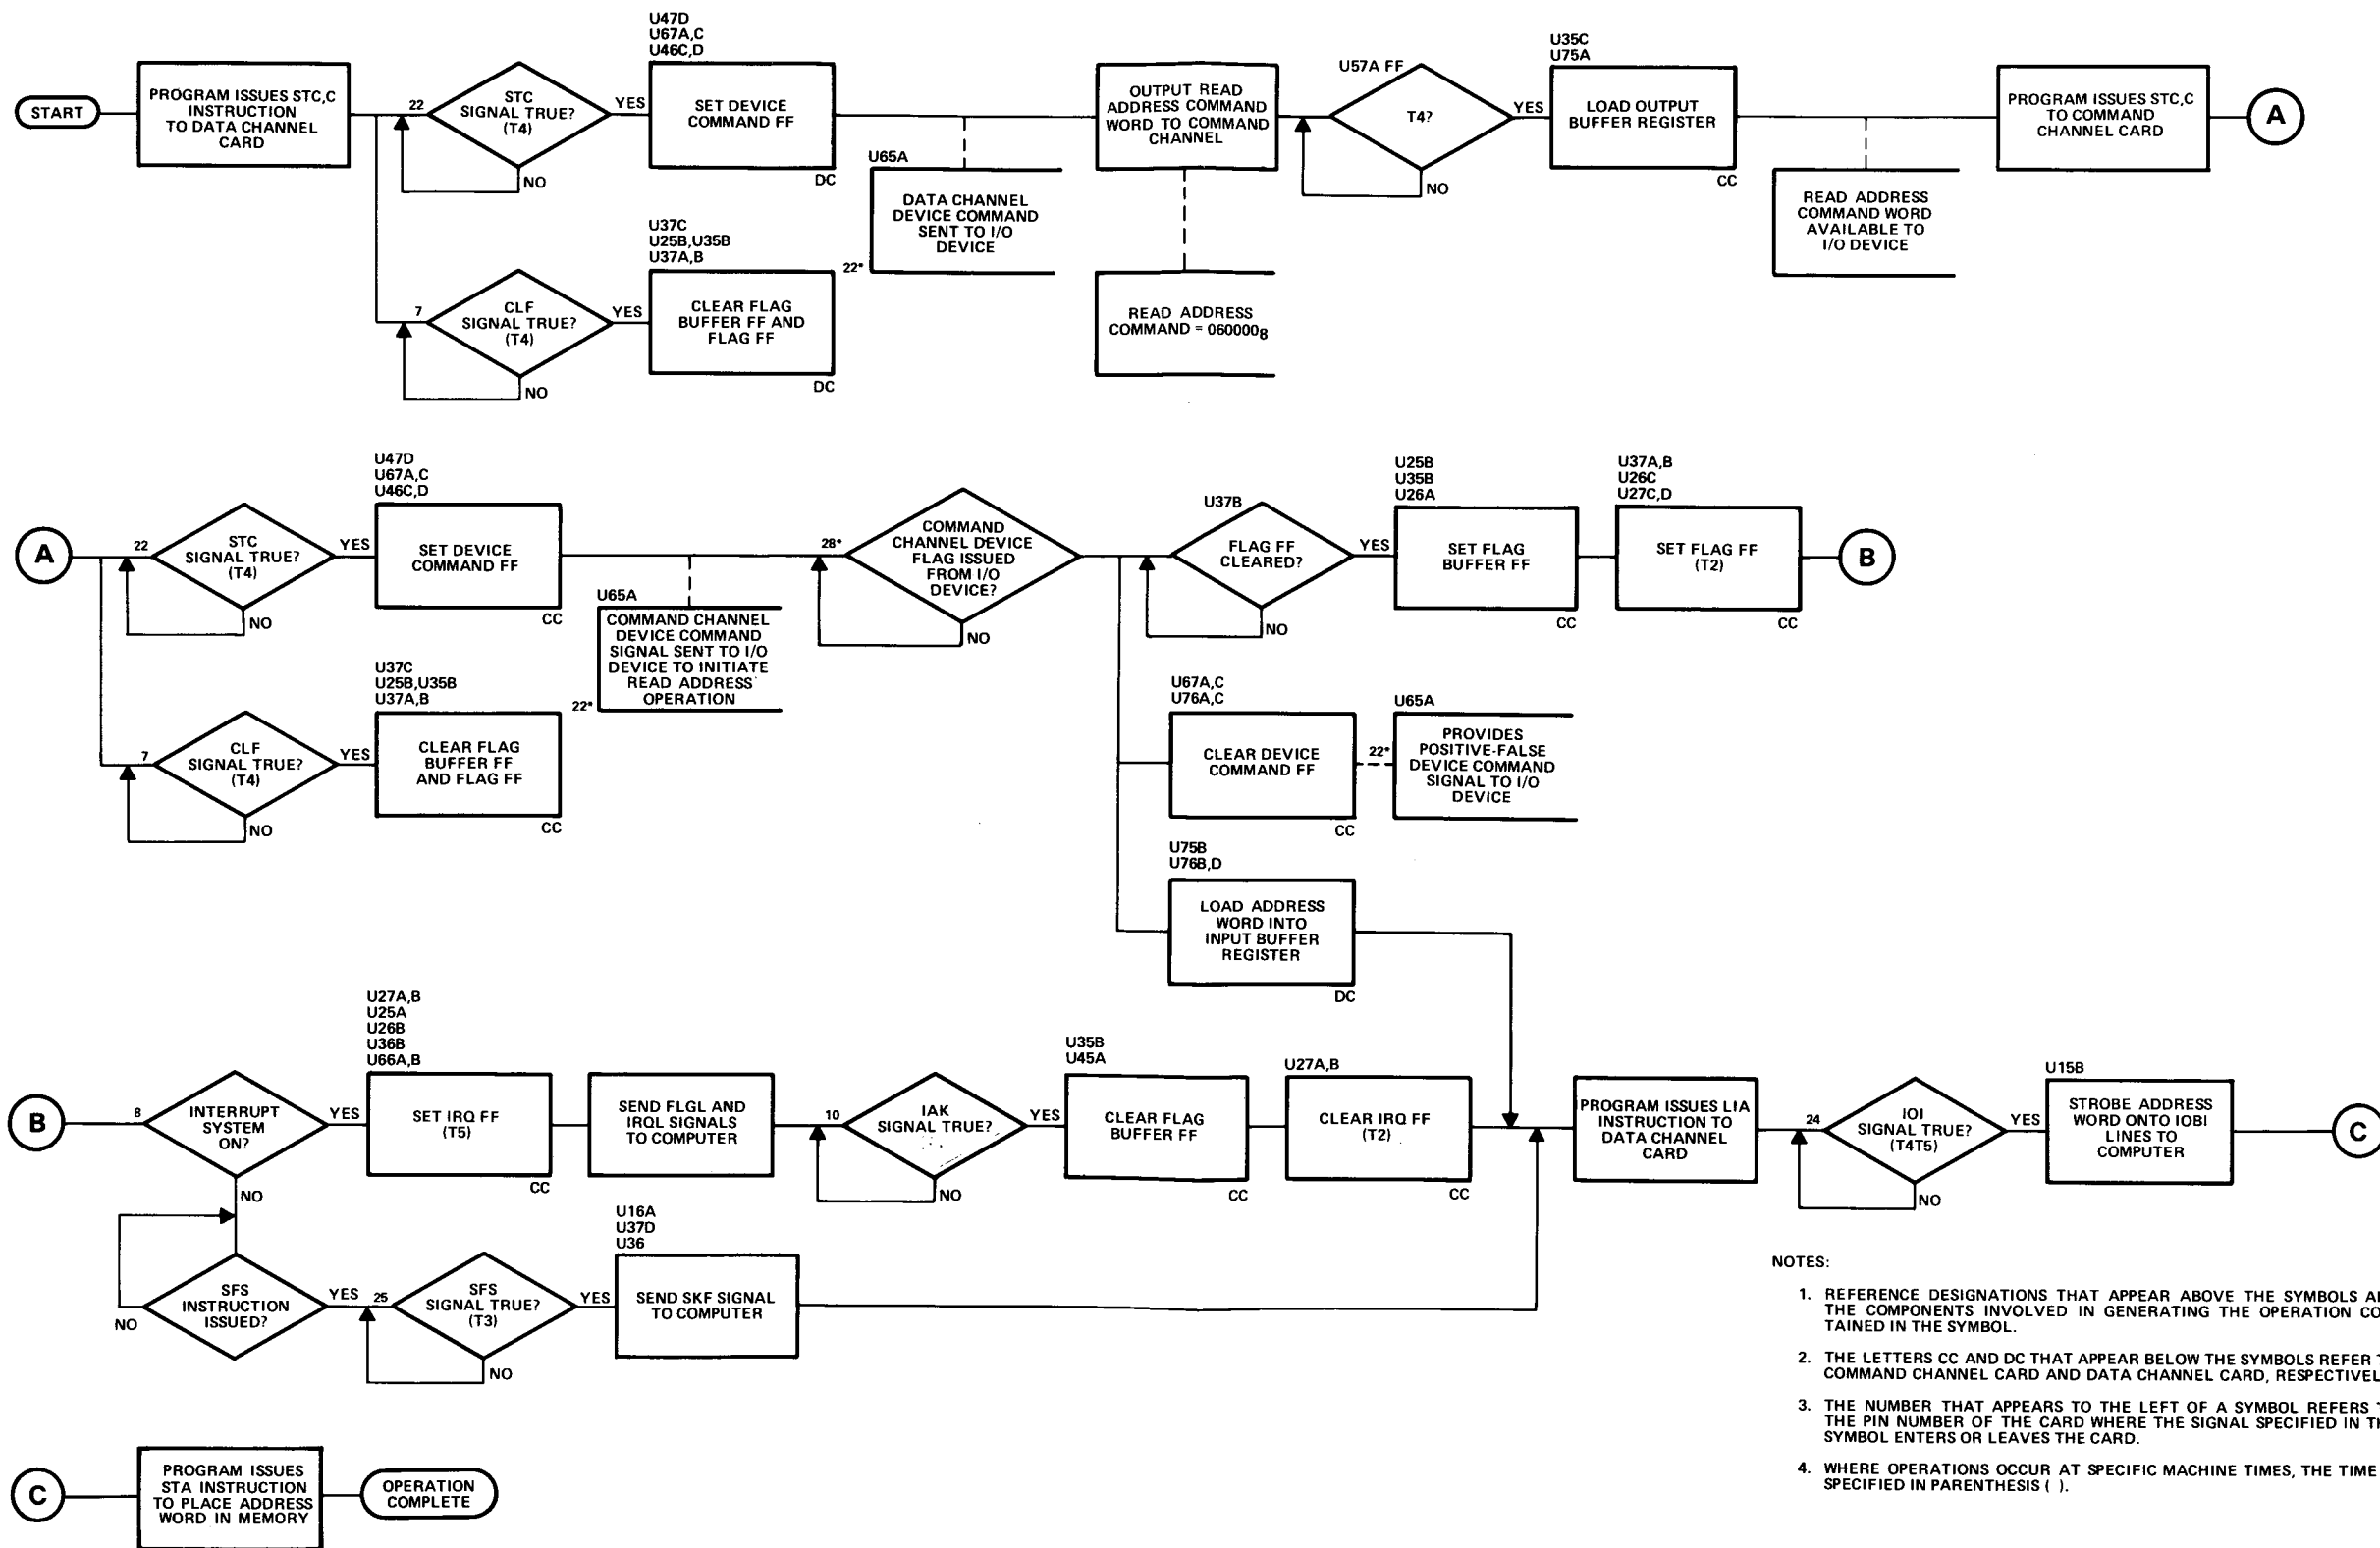 START
PROGRAM ISSUES STC,C
INSTRUCTION
TO DATA CHANNEL
CARD
22
STC
SIGNAL TRUE?
(T4)
YES
NO
U47D
U67A,C
U46C,D
SET DEVICE
COMMAND FF
DC
U65A
DATA CHANNEL
DEVICE COMMAND
SENT TO I/O
DEVICE
22*
OUTPUT READ
ADDRESS COMMAND
WORD TO COMMAND
CHANNEL
READ ADDRESS
COMMAND = 0600008
U57A FF
T4?
YES
NO
U35C
U75A
LOAD OUTPUT
BUFFER REGISTER
CC
READ ADDRESS
COMMAND WORD
AVAILABLE TO
I/O DEVICE
PROGRAM ISSUES STC,C
TO COMMAND
CHANNEL CARD
A
7
CLF
SIGNAL TRUE?
(T4)
YES
NO
U37C
U25B,U35B
U37A,B
CLEAR FLAG
BUFFER FF AND
FLAG FF
DC
A
22
STC
SIGNAL TRUE?
(T4)
YES
NO
U47D
U67A,C
U46C,D
SET DEVICE
COMMAND FF
CC
U65A
COMMAND CHANNEL
DEVICE COMMAND
SIGNAL SENT TO I/O
DEVICE TO INITIATE
READ ADDRESS
OPERATION
22*
28*
COMMAND
CHANNEL DEVICE
FLAG ISSUED
FROM I/O
DEVICE?
NO
U37B
FLAG FF
CLEARED?
YES
NO
U25B
U35B
U26A
SET FLAG
BUFFER FF
CC
U37A,B
U26C
U27C,D
SET FLAG FF
(T2)
CC
B
7
CLF
SIGNAL TRUE?
(T4)
YES
NO
U37C
U25B,U35B
U37A,B
CLEAR FLAG
BUFFER FF
AND FLAG FF
CC
U67A,C
U76A,C
CLEAR DEVICE
COMMAND FF
CC
22*
U65A
PROVIDES
POSITIVE-FALSE
DEVICE COMMAND
SIGNAL TO I/O
DEVICE
U75B
U76B,D
LOAD ADDRESS
WORD INTO
INPUT BUFFER
REGISTER
DC
B
8
INTERRUPT
SYSTEM
ON?
YES
NO
U27A,B
U25A
U26B
U36B
U66A,B
SET IRQ FF
(T5)
CC
SEND FLGL AND
IRQL SIGNALS
TO COMPUTER
10
IAK
SIGNAL TRUE?
YES
NO
U35B
U45A
CLEAR FLAG
BUFFER FF
CC
U27A,B
CLEAR IRQ FF
(T2)
CC
PROGRAM ISSUES LIA
INSTRUCTION TO
DATA CHANNEL
CARD
24
IOI
SIGNAL TRUE?
(T4T5)
YES
NO
U15B
STROBE ADDRESS
WORD ONTO IOBI
LINES TO
COMPUTER
C
SFS
INSTRUCTION
ISSUED?
NO
YES
25
SFS
SIGNAL TRUE?
(T3)
YES
NO
U16A
U37D
U36
SEND SKF SIGNAL
TO COMPUTER
C
PROGRAM ISSUES
STA INSTRUCTION
TO PLACE ADDRESS
WORD IN MEMORY
OPERATION
COMPLETE
NOTES:
1. REFERENCE DESIGNATIONS THAT APPEAR ABOVE THE SYMBOLS
THE COMPONENTS INVOLVED IN GENERATING THE OPERATION
TAINED IN THE SYMBOL.
2. THE LETTERS CC AND DC THAT APPEAR BELOW THE SYMBOLS REFER
COMMAND CHANNEL CARD AND DATA CHANNEL CARD,
3. THE NUMBER THAT APPEARS TO THE LEFT OF A SYMBOL REFERS
THE PIN NUMBER OF THE CARD WHERE THE SIGNAL SPECIFIED IN
SYMBOL ENTERS OR LEAVES THE CARD.
4. WHERE OPERATIONS OCCUR AT SPECIFIC MACHINE TIMES, THE TIME
SPECIFIED IN PARENTHESIS ( ).